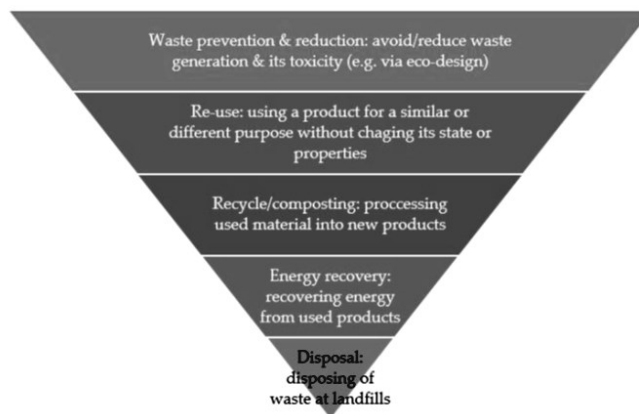 Waste prevention & reduction: avoid/reduce waste
generation & its toxicity (e.g. via eco-design)
Re-use: using a product for a similar or
different purpose without chaging its state or
properties
Recycle/composting: proccessing
used material into new products
Energy recovery:
recovering energy
from used products
Disposal:
disposing of
waste at landfills